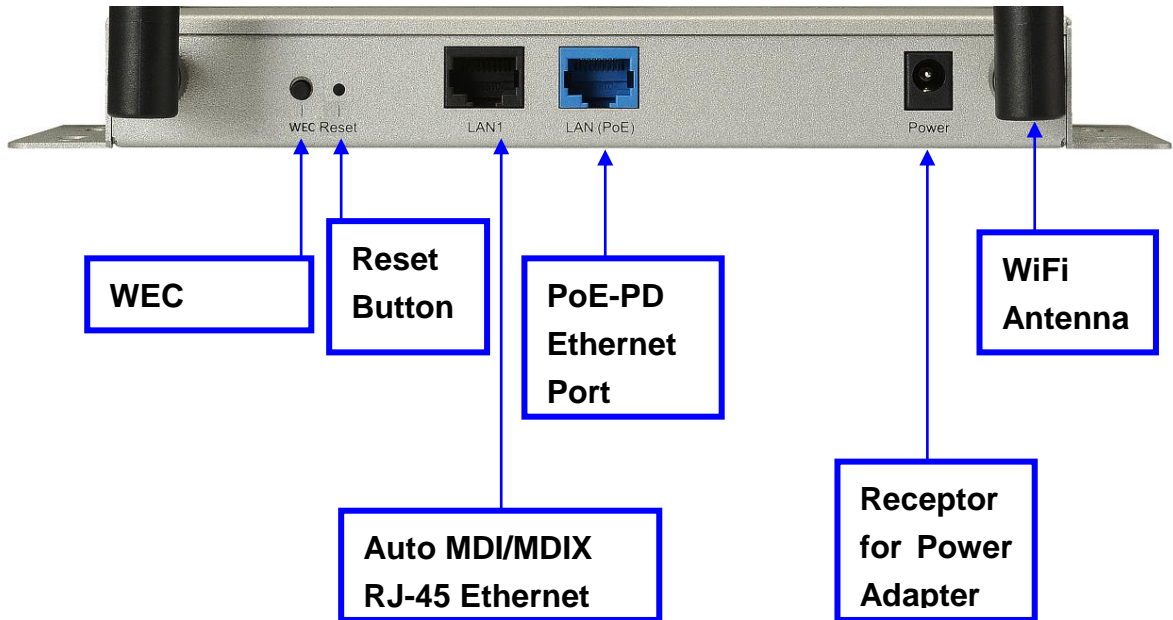 WEC Reset LAN1 LAN (PoE) Power
WEC
Reset
Button
PoE-PD
Ethernet
Port
WiFi
Antenna
Auto MDI/MDIX
RJ-45 Ethernet
Receptor
for Power
Adapter